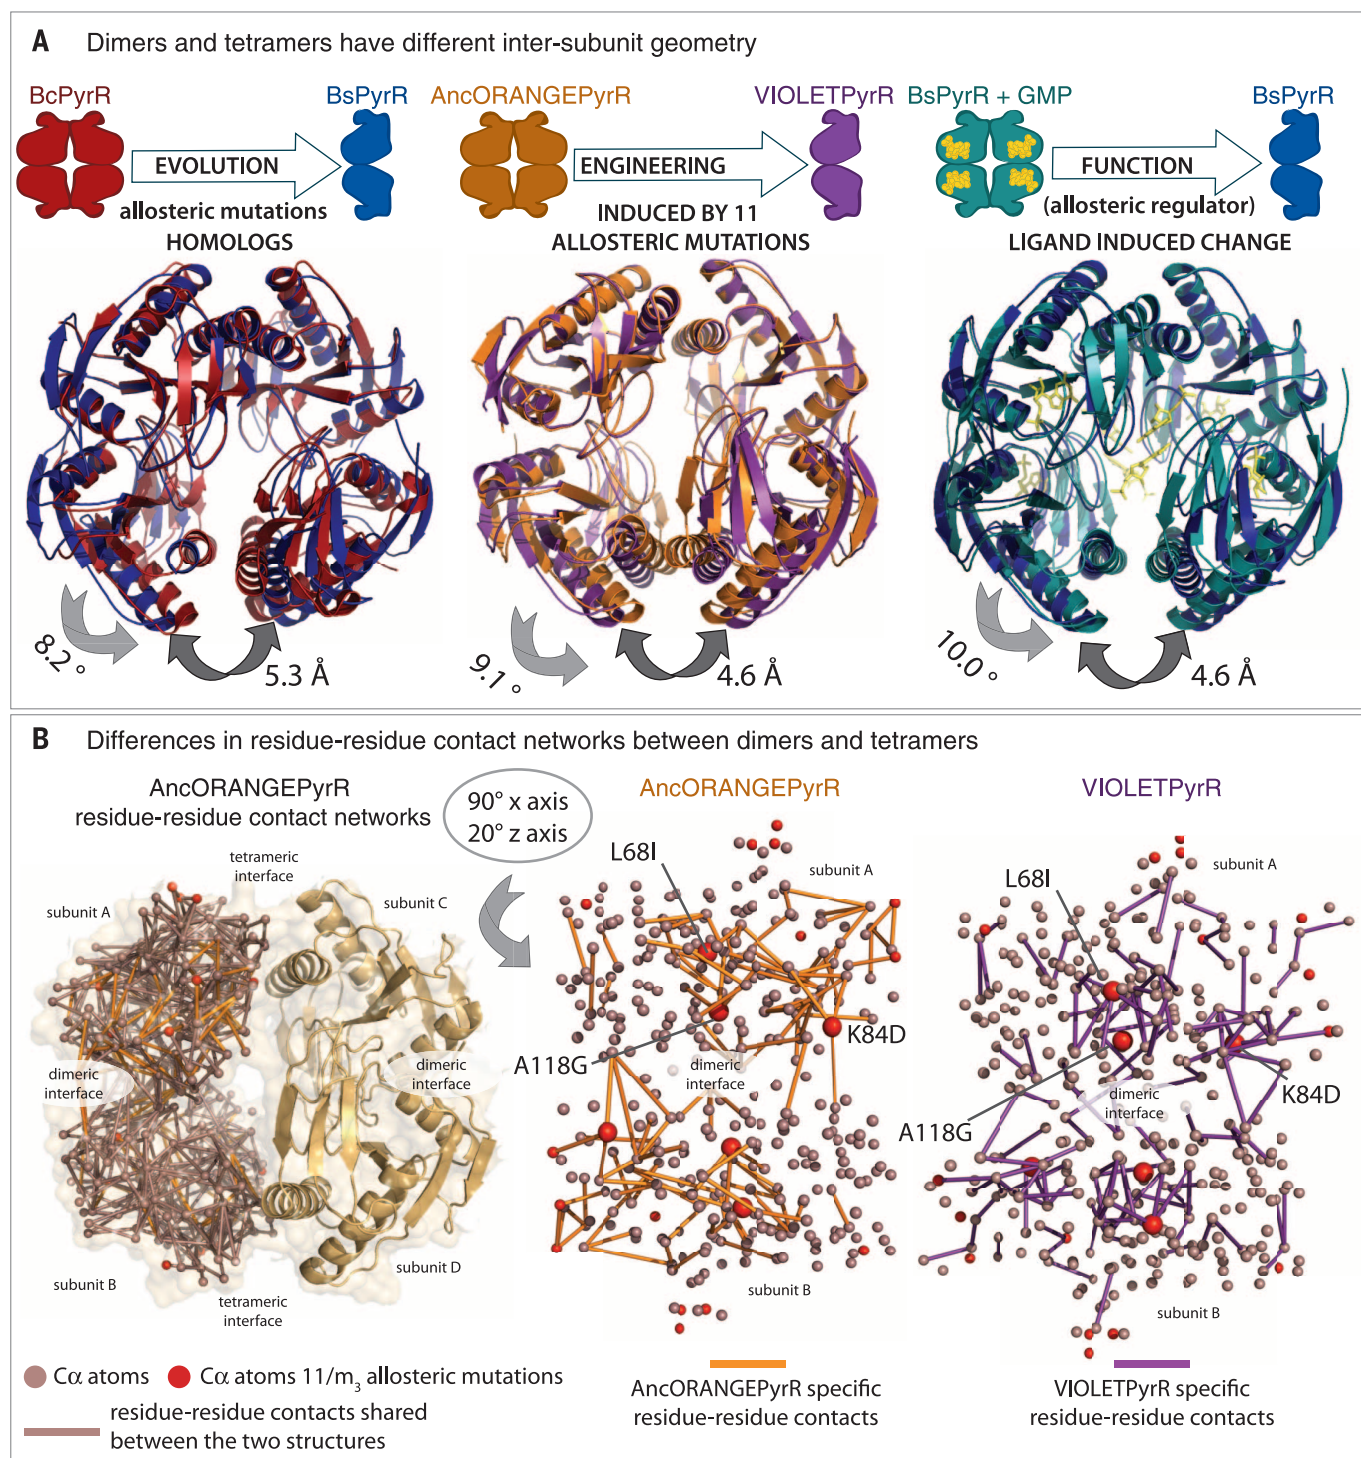 A Dimers and tetramers have different inter-subunit geometry
BcPyrR
BsPyrR
EVOLUTION
allosteric mutations
HOMOLOGS
AncORANGEPyrR
VIOLETPyrR
ENGINEERING
INDUCED BY 11
ALLOSTERIC MUTATIONS
BsPyrR + GMP
BsPyrR
FUNCTION
(allosteric regulator)
LIGAND INDUCED CHANGE
8.2 °
5.3 Å
9.1 °
4.6 Å
10.0 °
4.6 Å
B Differences in residue-residue contact networks between dimers and tetramers
AncORANGEPyrR
residue-residue contact networks
90° x axis
20° z axis
tetrameric
interface
subunit A
subunit C
dimeric
interface
dimeric
interface
subunit B
subunit D
tetrameric
interface
AncORANGEPyrR
L68I
subunit A
K84D
A118G
dimeric
interface
subunit B
VIOLETPyrR
subunit A
L68I
K84D
A118G
dimeric
interface
subunit B
Cα atoms
Cα atoms 11/m₃ allosteric mutations
residue-residue contacts shared
between the two structures
AncORANGEPyrR specific
residue-residue contacts
VIOLETPyrR specific
residue-residue contacts